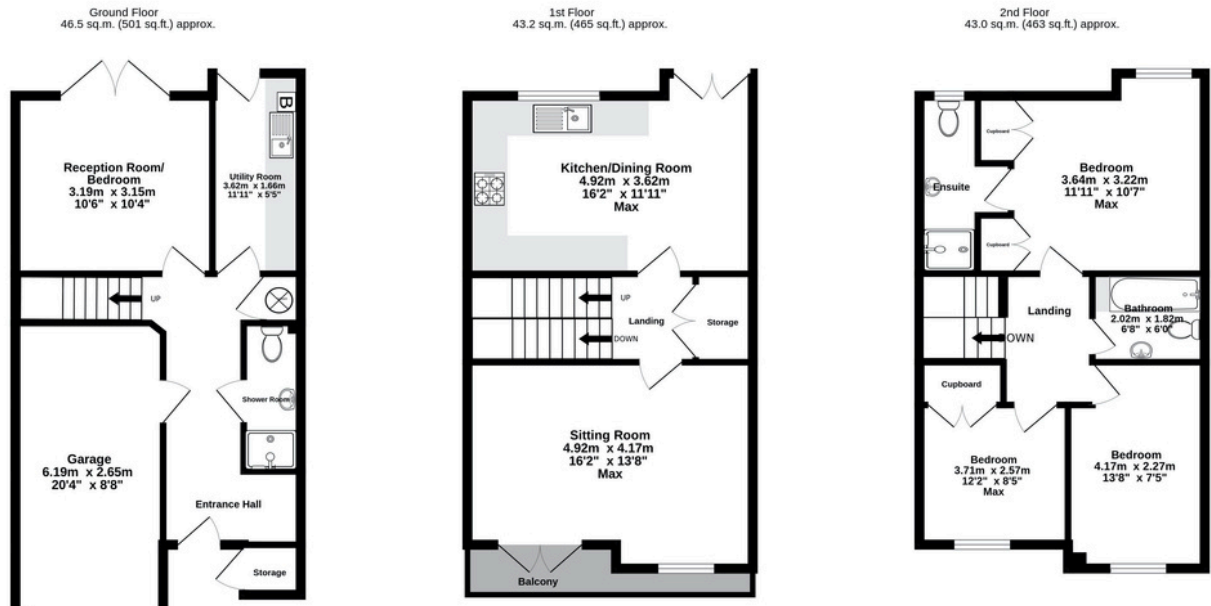 Ground Floor
46.5 sq.m. (501 sq.ft.) approx.
B
Reception Room/
Bedroom
3.19m x 3.15m
10'6" x 10'4"
Utility Room
3.62m x 1.66m
11'11" x 5'5"
UP
Shower Room
Garage
6.19m x 2.65m
20'4" x 8'8"
Entrance Hall
Storage
1st Floor
43.2 sq.m. (465 sq.ft.) approx.
Kitchen/Dining Room
4.92m x 3.62m
16'2" x 11'11"
Max
UP
Landing
Storage
DOWN
Sitting Room
4.92m x 4.17m
16'2" x 13'8"
Max
Balcony
2nd Floor
43.0 sq.m. (463 sq.ft.) approx.
Cupboard
Bedroom
3.64m x 3.22m
11'11" x 10'7"
Max
Ensuite
Cupboard
Landing
Bathroom
2.02m x 1.82m
6'8" x 6'0"
DOWN
Cupboard
Bedroom
3.71m x 2.57m
12'2" x 8'5"
Max
Bedroom
4.17m x 2.27m
13'8" x 7'5"